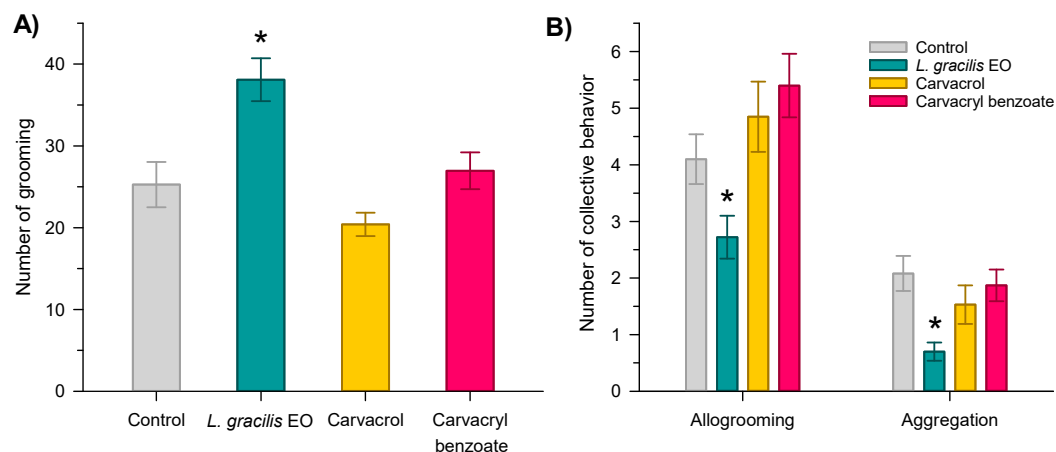 A)
Number of grooming
40
30
20
10
0
*
Control
L. gracilis EO
Carvacrol
Carvacryl
benzoate
B)
Number of collective behavior
6
5
4
3
2
1
0
Control
L. gracilis EO
Carvacrol
Carvacryl benzoate
*
*
Allogrooming
Aggregation